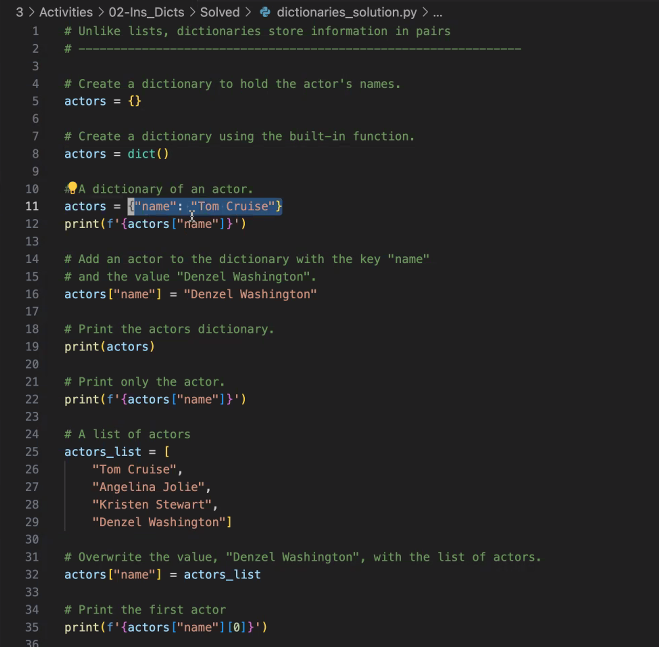 3 > Activities > 02-Ins_Dicts > Solved > dictionaries_solution.py > ...
1 # Unlike lists, dictionaries store information in pairs
2 # ---------------------------------------------------------------
3
4 # Create a dictionary to hold the actor's names.
5 actors = {}
6
7 # Create a dictionary using the built-in function.
8 actors = dict()
9
10 # A dictionary of an actor.
11 actors = {"name": "Tom Cruise"}
12 print(f'{actors["name"]}')
13
14 # Add an actor to the dictionary with the key "name"
15 # and the value "Denzel Washington".
16 actors["name"] = "Denzel Washington"
17
18 # Print the actors dictionary.
19 print(actors)
20
21 # Print only the actor.
22 print(f'{actors["name"]}')
23
24 # A list of actors
25 actors_list = [
26 "Tom Cruise",
27 "Angelina Jolie",
28 "Kristen Stewart",
29 "Denzel Washington"]
30
31 # Overwrite the value, "Denzel Washington", with the list of actors.
32 actors["name"] = actors_list
33
34 # Print the first actor
35 print(f'{actors["name"][0]}')
36